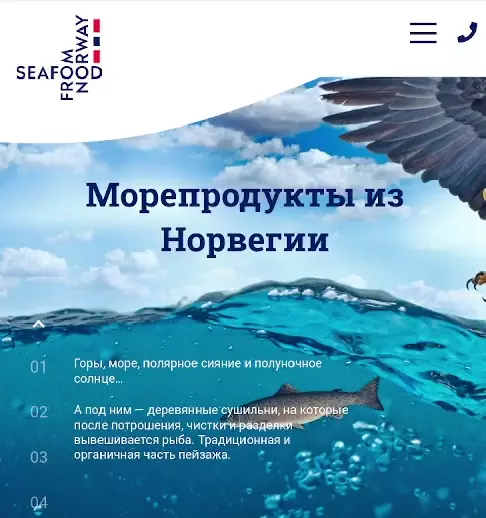 SEAFOOD
FROM
NORWAY
Морепродукты из
Норвегии
01
Горы, море, полярное сияние и полуночное
солнце...
02
А под ним — деревянные сушильни, на которые
после потрошения, чистки и разделки
вывешивается рыба. Традиционная и
органичная часть пейзажа.
03
04